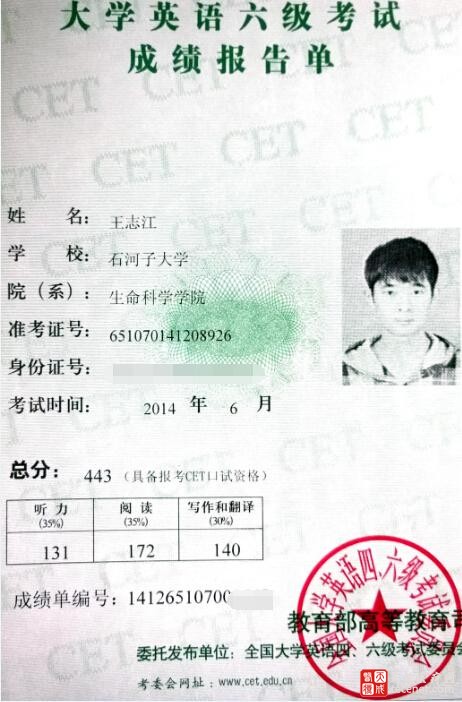 大学英语六级考试
成绩报告单
姓 名：王志江
学 校：石河子大学
院（系）：生命科学学院
准考证号：651070141208926
身份证号：
考试时间： 2014 年 6 月
总分： 443 （具备报考CET口试资格）
听 力 阅 读 写作和翻译
(35%) (35%) (30%)
131 172 140
成绩单编号：14126510700
教育部高等教育司
委托发布单位：全国大学英语四、六级考试委员会
考委会网址：www.cet.edu.cn
全国大学英语四、六级考试委员会
CET
CET
CET
CET
CET